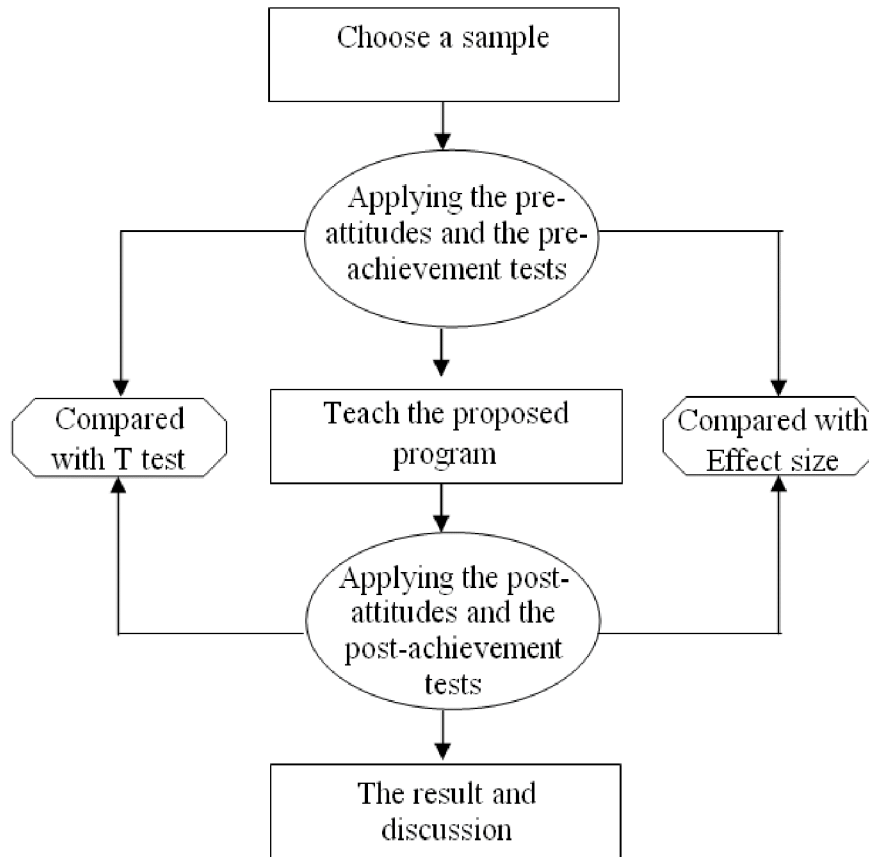 Choose a sample
Applying the pre-
attitudes and the pre-
achievement tests
Compared
with T test
Teach the proposed
program
Compared with
Effect size
Applying the post-
attitudes and the
post-achievement
tests
The result and
discussion